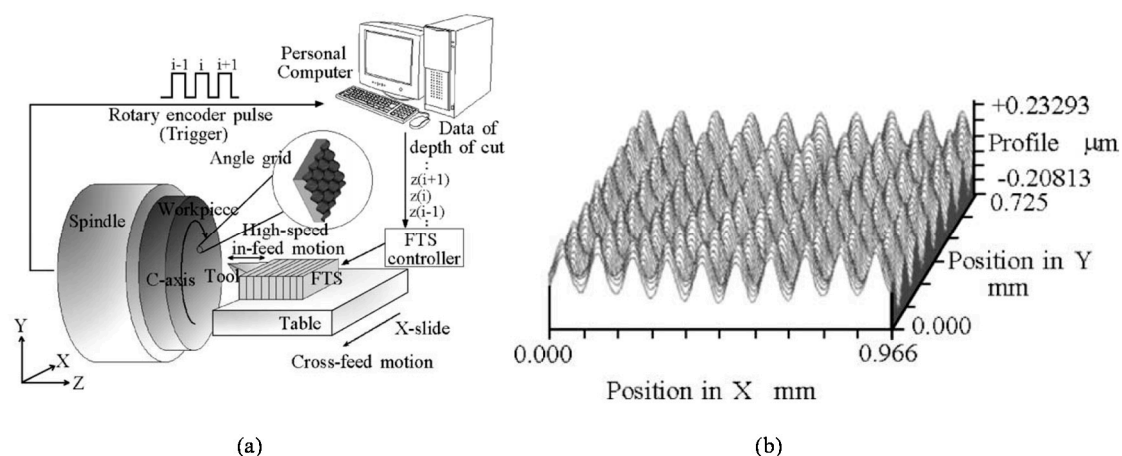 i-1 i i+1
Rotary encoder pulse
(Trigger)
Personal
Computer
Data of
depth of cut
⋮
z(i+1)
z(i)
z(i-1)
⋮
Angle grid
Workpiece
Spindle
High-speed
in-feed motion
FTS
controller
C-axis
Tool
FTS
Table
X-slide
Cross-feed motion
Y
X
Z
(a)
+0.23293
Profile μm
-0.20813
0.725
Position in Y
mm
0.000
0.000
0.966
Position in X mm
(b)